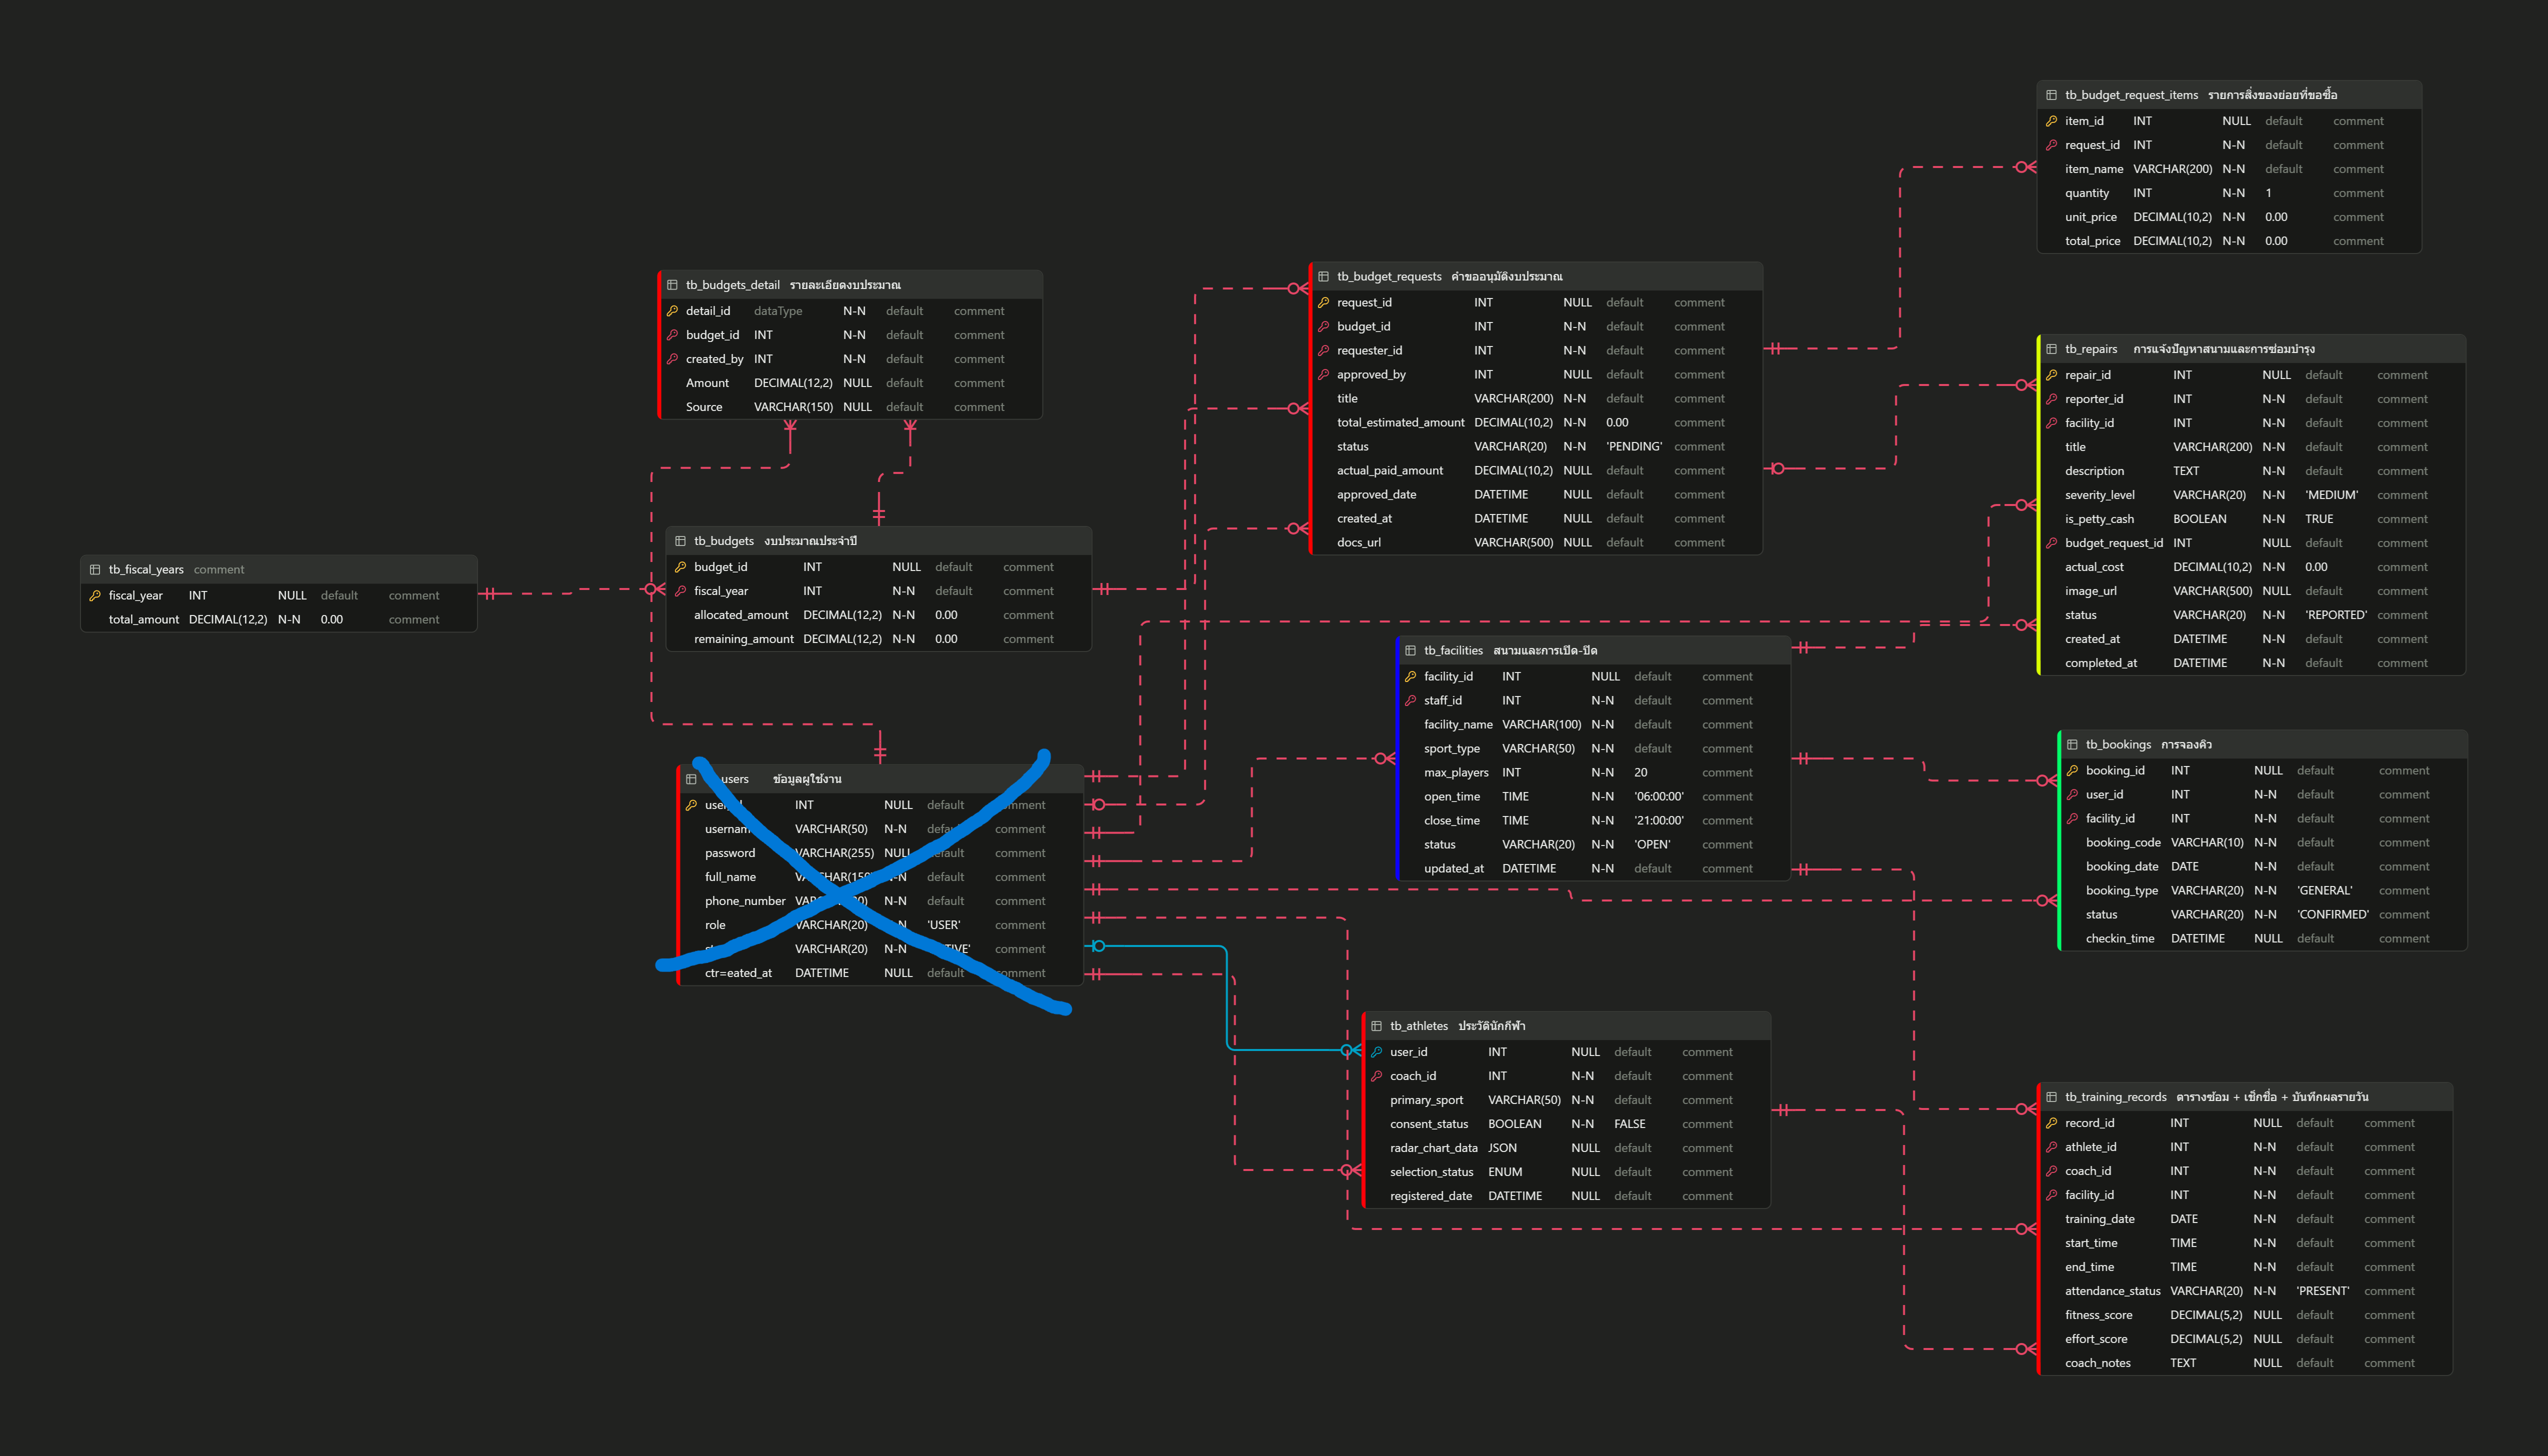 tb_budget_request_items รายการสิ่งของย่อยที่ขอซื้อ
item_id INT NULL default comment
request_id INT N-N default comment
item_name VARCHAR(200) N-N default comment
quantity INT N-N 1 comment
unit_price DECIMAL(10,2) N-N 0.00 comment
total_price DECIMAL(10,2) N-N 0.00 comment
tb_budgets_detail รายละเอียดงบประมาณ
detail_id dataType N-N default comment
budget_id INT N-N default comment
created_by INT N-N default comment
Amount DECIMAL(12,2) NULL default comment
Source VARCHAR(150) NULL default comment
tb_budget_requests คำขออนุมัติงบประมาณ
request_id INT NULL default comment
budget_id INT N-N default comment
requester_id INT N-N default comment
approved_by INT NULL default comment
title VARCHAR(200) N-N default comment
total_estimated_amount DECIMAL(10,2) N-N 0.00 comment
status VARCHAR(20) N-N 'PENDING' comment
actual_paid_amount DECIMAL(10,2) NULL default comment
approved_date DATETIME NULL default comment
created_at DATETIME NULL default comment
docs_url VARCHAR(500) NULL default comment
tb_repairs การแจ้งปัญหาสนามและการซ่อมบำรุง
repair_id INT NULL default comment
reporter_id INT N-N default comment
facility_id INT N-N default comment
title VARCHAR(200) N-N default comment
description TEXT N-N default comment
severity_level VARCHAR(20) N-N 'MEDIUM' comment
is_petty_cash BOOLEAN N-N TRUE comment
budget_request_id INT NULL default comment
actual_cost DECIMAL(10,2) N-N 0.00 comment
image_url VARCHAR(500) NULL default comment
status VARCHAR(20) N-N 'REPORTED' comment
created_at DATETIME N-N default comment
completed_at DATETIME N-N default comment
tb_fiscal_years comment
fiscal_year INT NULL default comment
total_amount DECIMAL(12,2) N-N 0.00 comment
tb_budgets งบประมาณประจำปี
budget_id INT NULL default comment
fiscal_year INT N-N default comment
allocated_amount DECIMAL(12,2) N-N 0.00 comment
remaining_amount DECIMAL(12,2) N-N 0.00 comment
tb_facilities สนามและการเปิด-ปิด
facility_id INT NULL default comment
staff_id INT N-N default comment
facility_name VARCHAR(100) N-N default comment
sport_type VARCHAR(50) N-N default comment
max_players INT N-N 20 comment
open_time TIME N-N '06:00:00' comment
close_time TIME N-N '21:00:00' comment
status VARCHAR(20) N-N 'OPEN' comment
updated_at DATETIME N-N default comment
users ข้อมูลผู้ใช้งาน
INT NULL default comment
VARCHAR(50) N-N comment
password VARCHAR(255) NULL default comment
full_name default comment
phone_number N-N default comment
role VARCHAR(20) 'USER' comment
VARCHAR(20) N-N comment
ctr=eated_at DATETIME NULL default comment
tb_bookings การจองคิว
booking_id INT NULL default comment
user_id INT N-N default comment
facility_id INT N-N default comment
booking_code VARCHAR(10) N-N default comment
booking_date DATE N-N default comment
booking_type VARCHAR(20) N-N 'GENERAL' comment
status VARCHAR(20) N-N 'CONFIRMED' comment
checkin_time DATETIME NULL default comment
tb_athletes ประวัตินักกีฬา
user_id INT NULL default comment
coach_id INT N-N default comment
primary_sport VARCHAR(50) N-N default comment
consent_status BOOLEAN N-N FALSE comment
radar_chart_data JSON NULL default comment
selection_status ENUM NULL default comment
registered_date DATETIME NULL default comment
tb_training_records ตารางซ้อม + เช็กชื่อ + บันทึกผลรายวัน
record_id INT NULL default comment
athlete_id INT N-N default comment
coach_id INT N-N default comment
facility_id INT N-N default comment
training_date DATE N-N default comment
start_time TIME N-N default comment
end_time TIME N-N default comment
attendance_status VARCHAR(20) N-N 'PRESENT' comment
fitness_score DECIMAL(5,2) NULL default comment
effort_score DECIMAL(5,2) NULL default comment
coach_notes TEXT NULL default comment